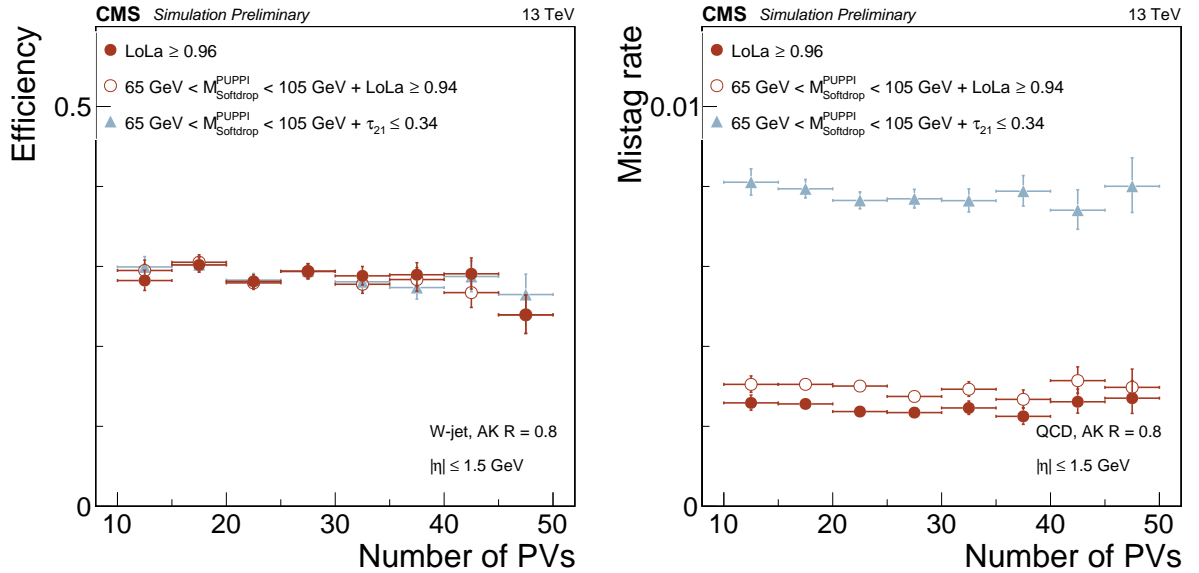 CMS Simulation Preliminary 13 TeV
Efficiency
LoLa ≥ 0.96
65 GeV < M^PUPPI_Softdrop < 105 GeV + LoLa ≥ 0.94
65 GeV < M^PUPPI_Softdrop < 105 GeV + τ_21 ≤ 0.34
0.5
W-jet, AK R = 0.8
|η| ≤ 1.5 GeV
0
10 20 30 40 50
Number of PVs
CMS Simulation Preliminary 13 TeV
Mistag rate
LoLa ≥ 0.96
65 GeV < M^PUPPI_Softdrop < 105 GeV + LoLa ≥ 0.94
65 GeV < M^PUPPI_Softdrop < 105 GeV + τ_21 ≤ 0.34
0.01
QCD, AK R = 0.8
|η| ≤ 1.5 GeV
0
10 20 30 40 50
Number of PVs